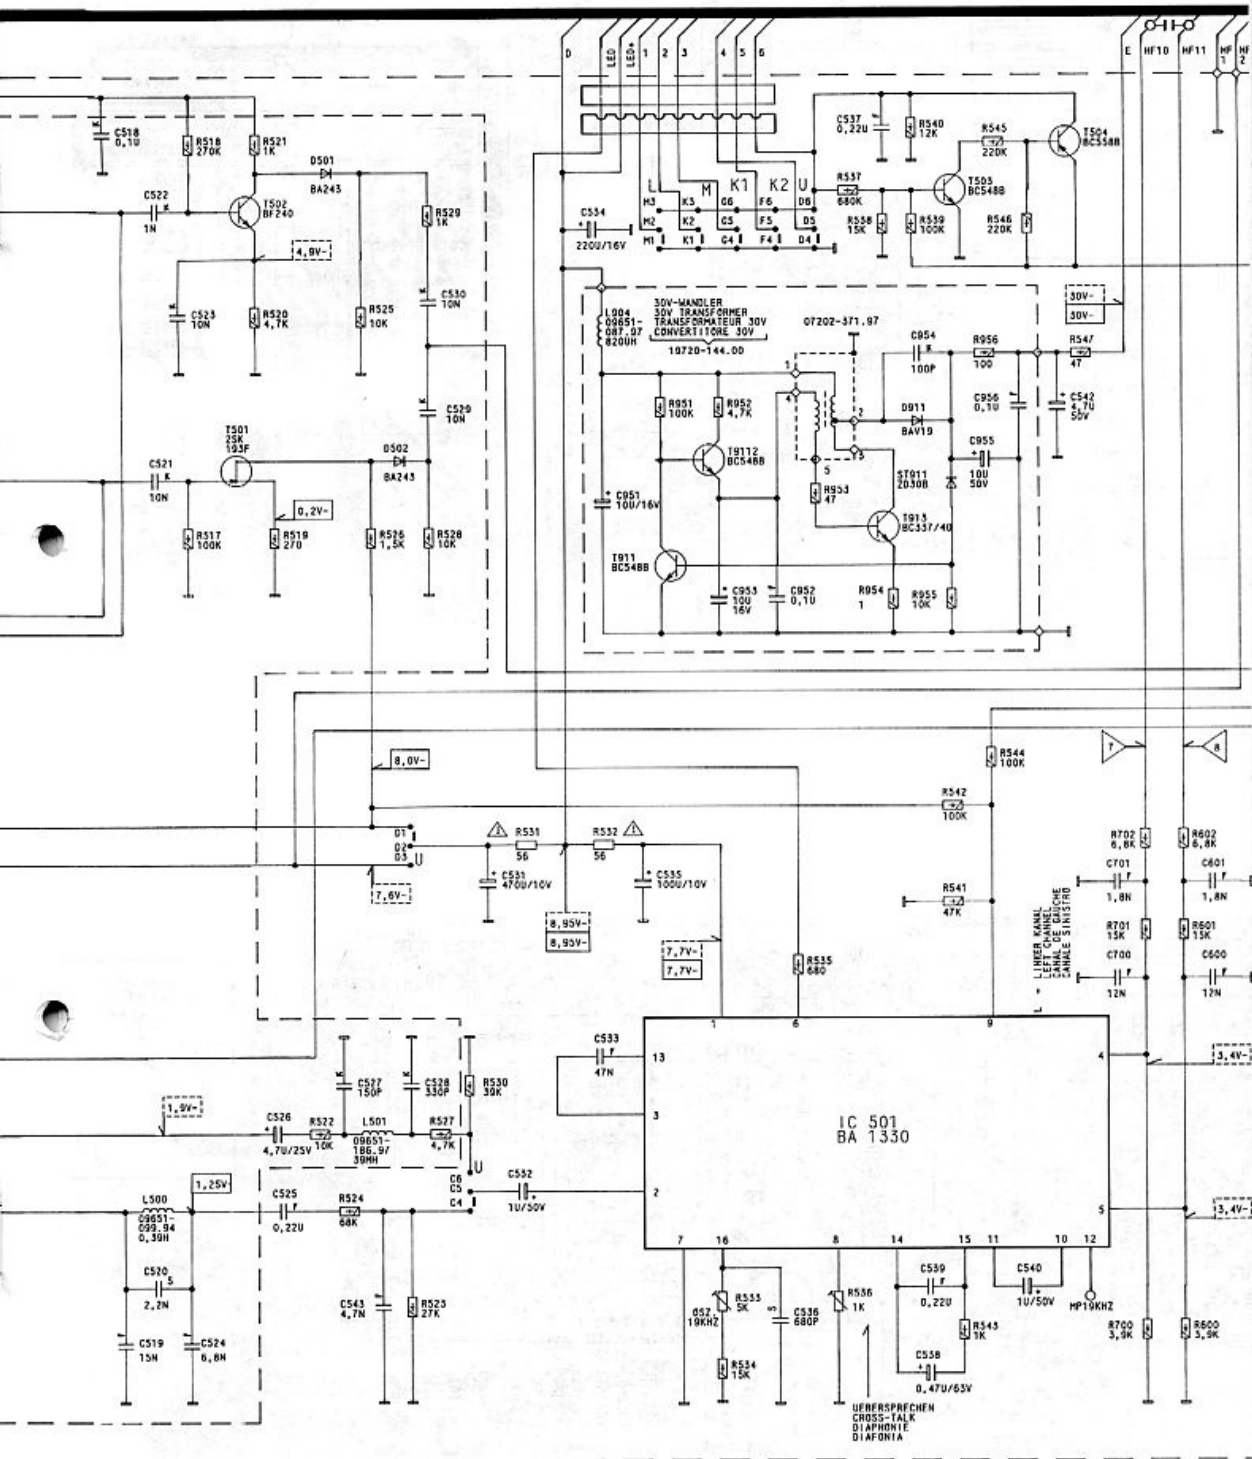 D LED LED+ 1 2 3 4 5 6 E HF10 HF11 HF 1 HF 2
C518 0,1U
R518 270K
R521 1K
D501 BA243
C522 1N
T502 BF240
R529 1K
4,9V-
C523 10N
R520 4,7K
R525 10K
C530 10N
C529 10N
T501 2SK 193F
C521 10N
D502 BA243
0,2V-
R517 100K
R519 270
R526 1,5K
R528 10K
L M K1 K2 U
M3 K3 G6 F6 D6
M2 K2 G5 F5 D5
M1 K1 G4 F4 D4
C534 220U/16V
C537 0,22U
R540 12K
R545 220K
T504 BC558B
R537 680K
T503 BC548B
R538 15K
R539 100K
R546 220K
L904 09651-087.97 820UH
30V-WANDLER
30V TRANSFORMER
TRANSFORMATEUR 30V
CONVERTITORE 30V
19720-144.00
07202-371.97
30V-
30V-
C954 100P
R956 100
R547 47
1
4
2
3
5
R951 100K
R952 4,7K
D911 BAV19
C956 0,1U
C542 4,7U 50V
T9112 BC548B
C955 10U 50V
ST911 ZD30B
R953 47
C951 10U/16V
T913 BC337/40
T911 BC548B
C953 10U 16V
C952 0,1U
R954 1
R955 10K
8,0V-
R544 100K
7
8
R542 100K
D1
D2
D3 U
R531 56
R532 56
R702 6,8K
R602 6,8K
C531 470U/10V
C535 100U/10V
C701 1,8N
C601 1,8N
7,6V-
R541 47K
8,95V-
8,95V-
7,7V-
7,7V-
R701 15K
R601 15K
L = LINKER KANAL
LEFT CHANNEL
CANAL DE GAUCHE
CANALE SINISTRO
R535 680
C700 12N
C600 12N
1 6 9
C533 47N
13
3
4
3,4V-
C527 150P
C528 330P
R530 39K
IC 501
BA 1330
1,9V-
C526 4,7U/25V
R522 10K
L501 09651-186.97 39MH
R527 4,7K
U
C6
C5
C4
C532 1U/50V
2
5
3,4V-
1,25V-
L500 09651-099.94 0,39H
C525 0,22U
R524 68K
7 16 8 14 15 11 10 12
C520 2,2N
C543 4,7N
R523 27K
OSZ. 19KHZ
R533 5K
C536 680P
R536 1K
C539 0,22U
C540 1U/50V
MP19KHZ
C519 15N
C524 6,8N
R543 1K
R700 3,9K
R600 3,9K
R534 15K
C538 0,47U/63V
UEBERSPRECHEN
CROSS-TALK
DIAPHONIE
DIAFONIA